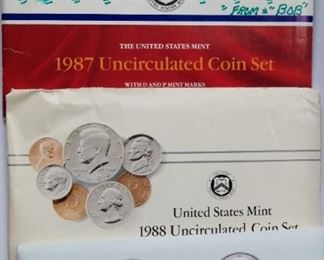 FROM "BOB"
THE UNITED STATES MINT
1987 Uncirculated Coin Set
WITH D AND P MINT MARKS
United States Mint
1988 Uncirculated Coin Set